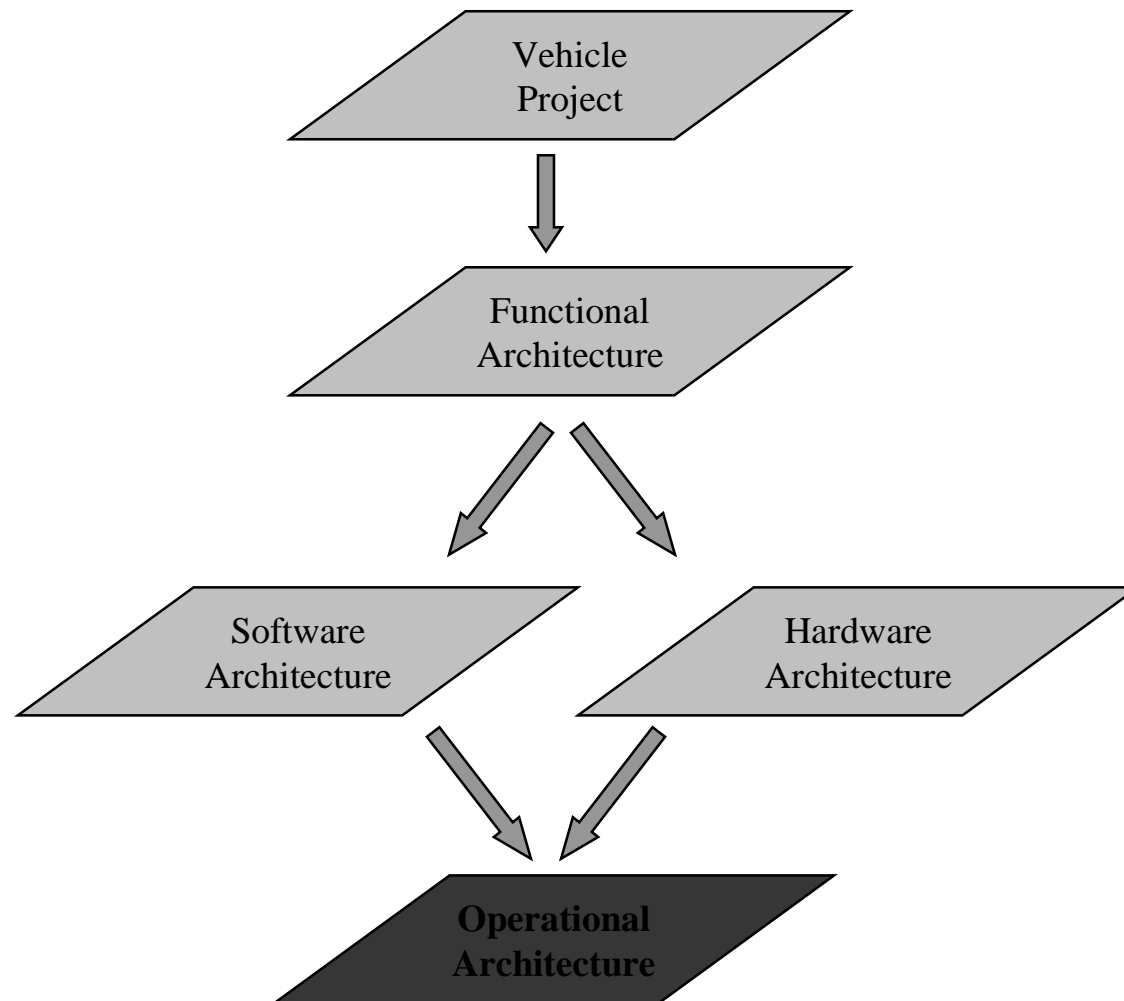 Vehicle
Project
Functional
Architecture
Software
Architecture
Hardware
Architecture
Operational
Architecture